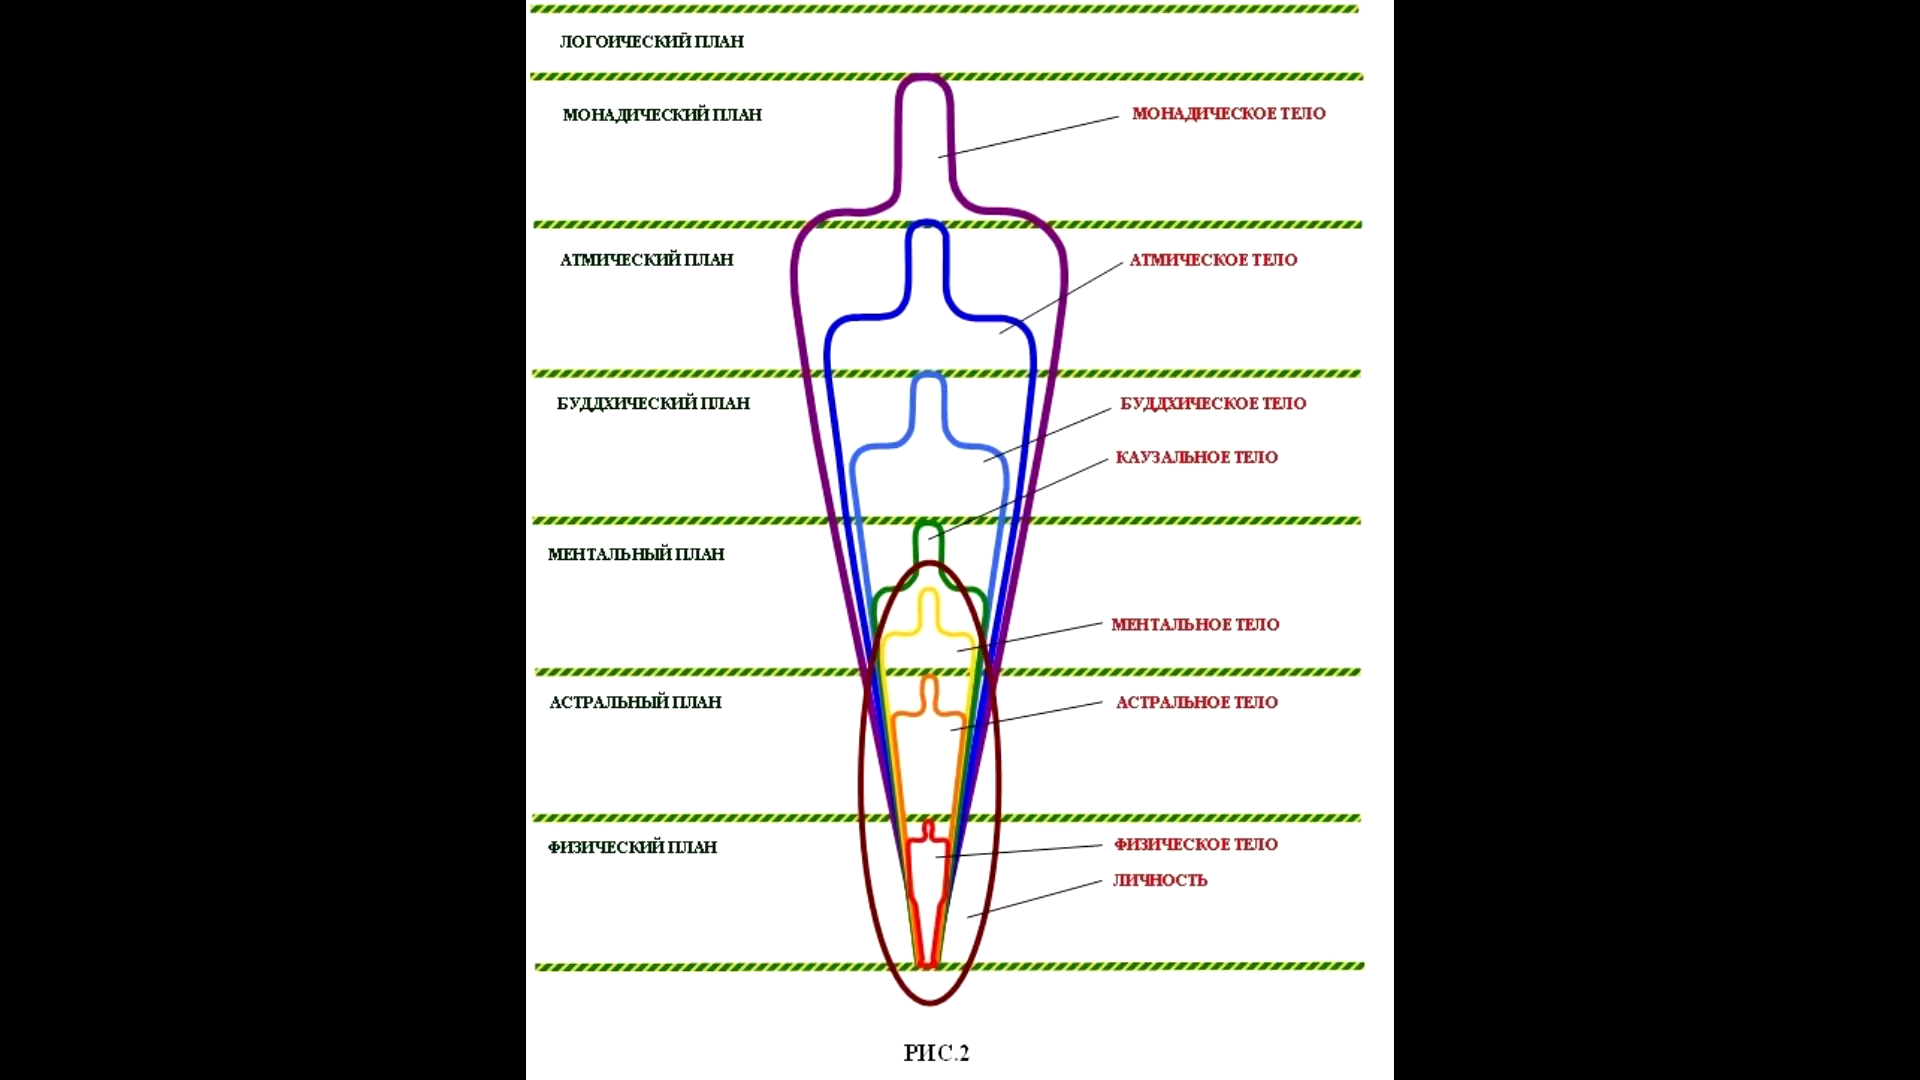 ЛОГОИЧЕСКИЙ ПЛАН
МОНАДИЧЕСКИЙ ПЛАН
МОНАДИЧЕСКОЕ ТЕЛО
АТМИЧЕСКИЙ ПЛАН
АТМИЧЕСКОЕ ТЕЛО
БУДДХИЧЕСКИЙ ПЛАН
БУДДХИЧЕСКОЕ ТЕЛО
КАУЗАЛЬНОЕ ТЕЛО
МЕНТАЛЬНЫЙ ПЛАН
МЕНТАЛЬНОЕ ТЕЛО
АСТРАЛЬНЫЙ ПЛАН
АСТРАЛЬНОЕ ТЕЛО
ФИЗИЧЕСКИЙ ПЛАН
ФИЗИЧЕСКОЕ ТЕЛО
ЛИЧНОСТЬ
РИС.2